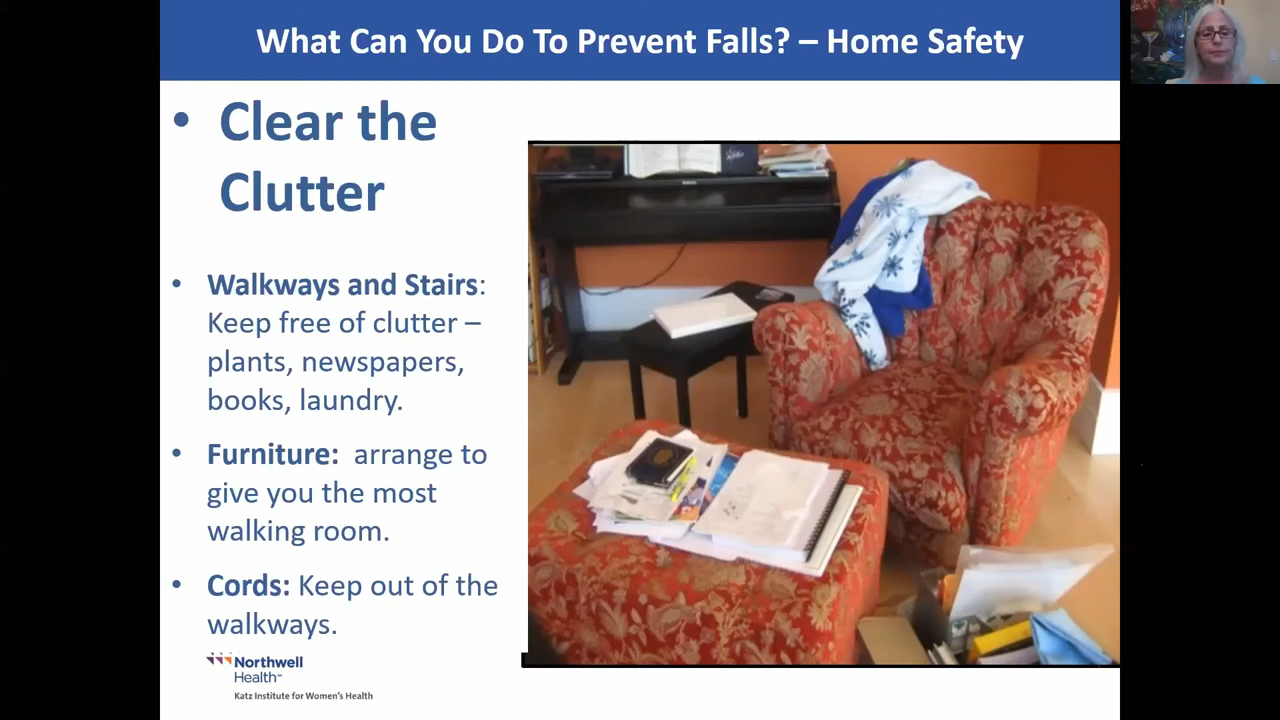 What Can You Do To Prevent Falls? – Home Safety
• Clear the
Clutter
• Walkways and Stairs:
Keep free of clutter –
plants, newspapers,
books, laundry.
• Furniture: arrange to
give you the most
walking room.
• Cords: Keep out of the
walkways.
Northwell
Health℠
Katz Institute for Women's Health